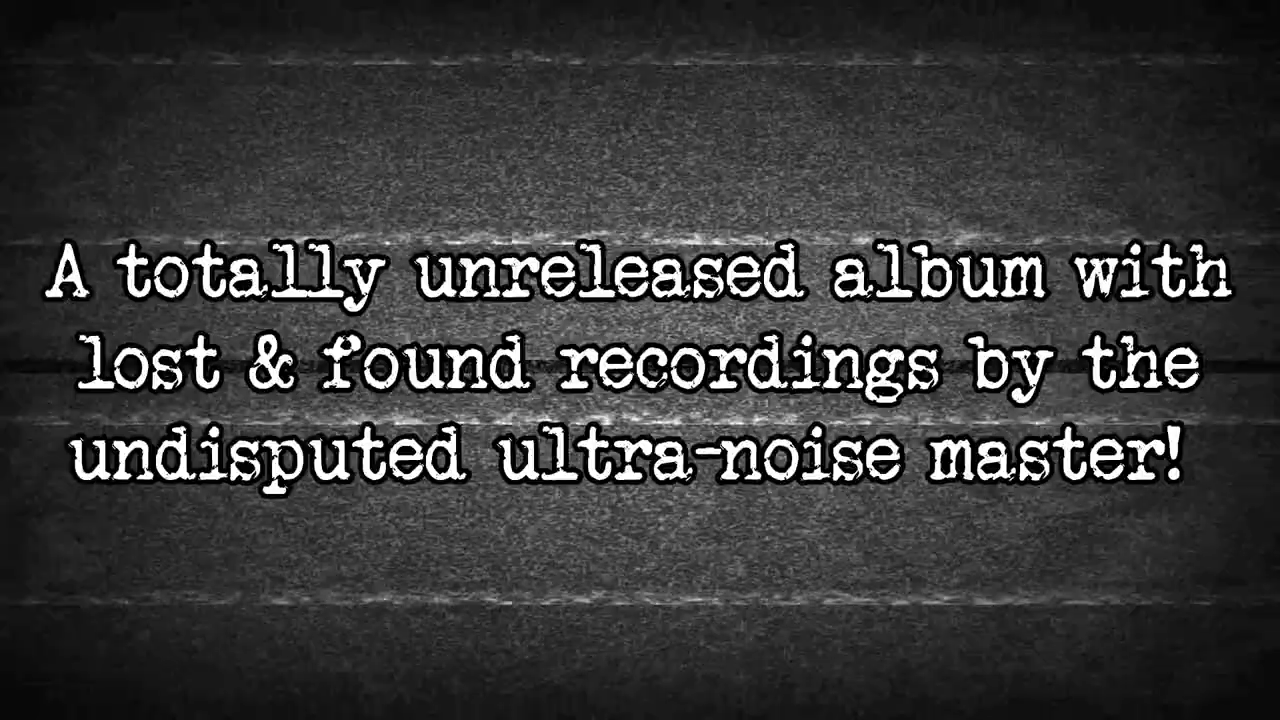 A totally unreleased album with
lost & found recordings by the
undisputed ultra-noise master!